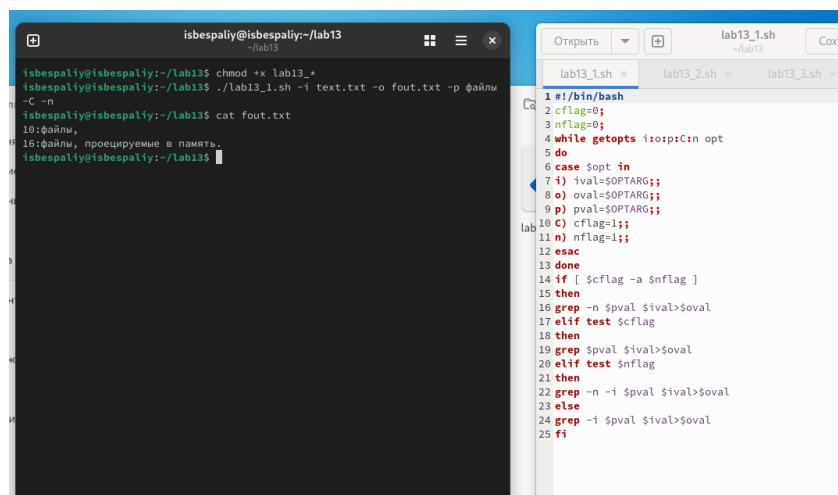 isbespaliy@isbespaliy:~/lab13
~/lab13
isbespaliy@isbespaliy:~/lab13$ chmod +x lab13_*
isbespaliy@isbespaliy:~/lab13$ ./lab13_1.sh -i text.txt -o fout.txt -p файлы
-C -n
isbespaliy@isbespaliy:~/lab13$ cat fout.txt
10:файлы,
16:файлы, проецируемые в память.
isbespaliy@isbespaliy:~/lab13$
lab
Открыть
lab13_1.sh
~/lab13
Сох
lab13_1.sh × lab13_2.sh × lab13_3.sh ×
1 #!/bin/bash
2 cflag=0;
3 nflag=0;
4 while getopts i:o:p:C:n opt
5 do
6 case $opt in
7 i) ival=$OPTARG;;
8 o) oval=$OPTARG;;
9 p) pval=$OPTARG;;
10 C) cflag=1;;
11 n) nflag=1;;
12 esac
13 done
14 if [ $cflag -a $nflag ]
15 then
16 grep -n $pval $ival>$oval
17 elif test $cflag
18 then
19 grep $pval $ival>$oval
20 elif test $nflag
21 then
22 grep -n -i $pval $ival>$oval
23 else
24 grep -i $pval $ival>$oval
25 fi